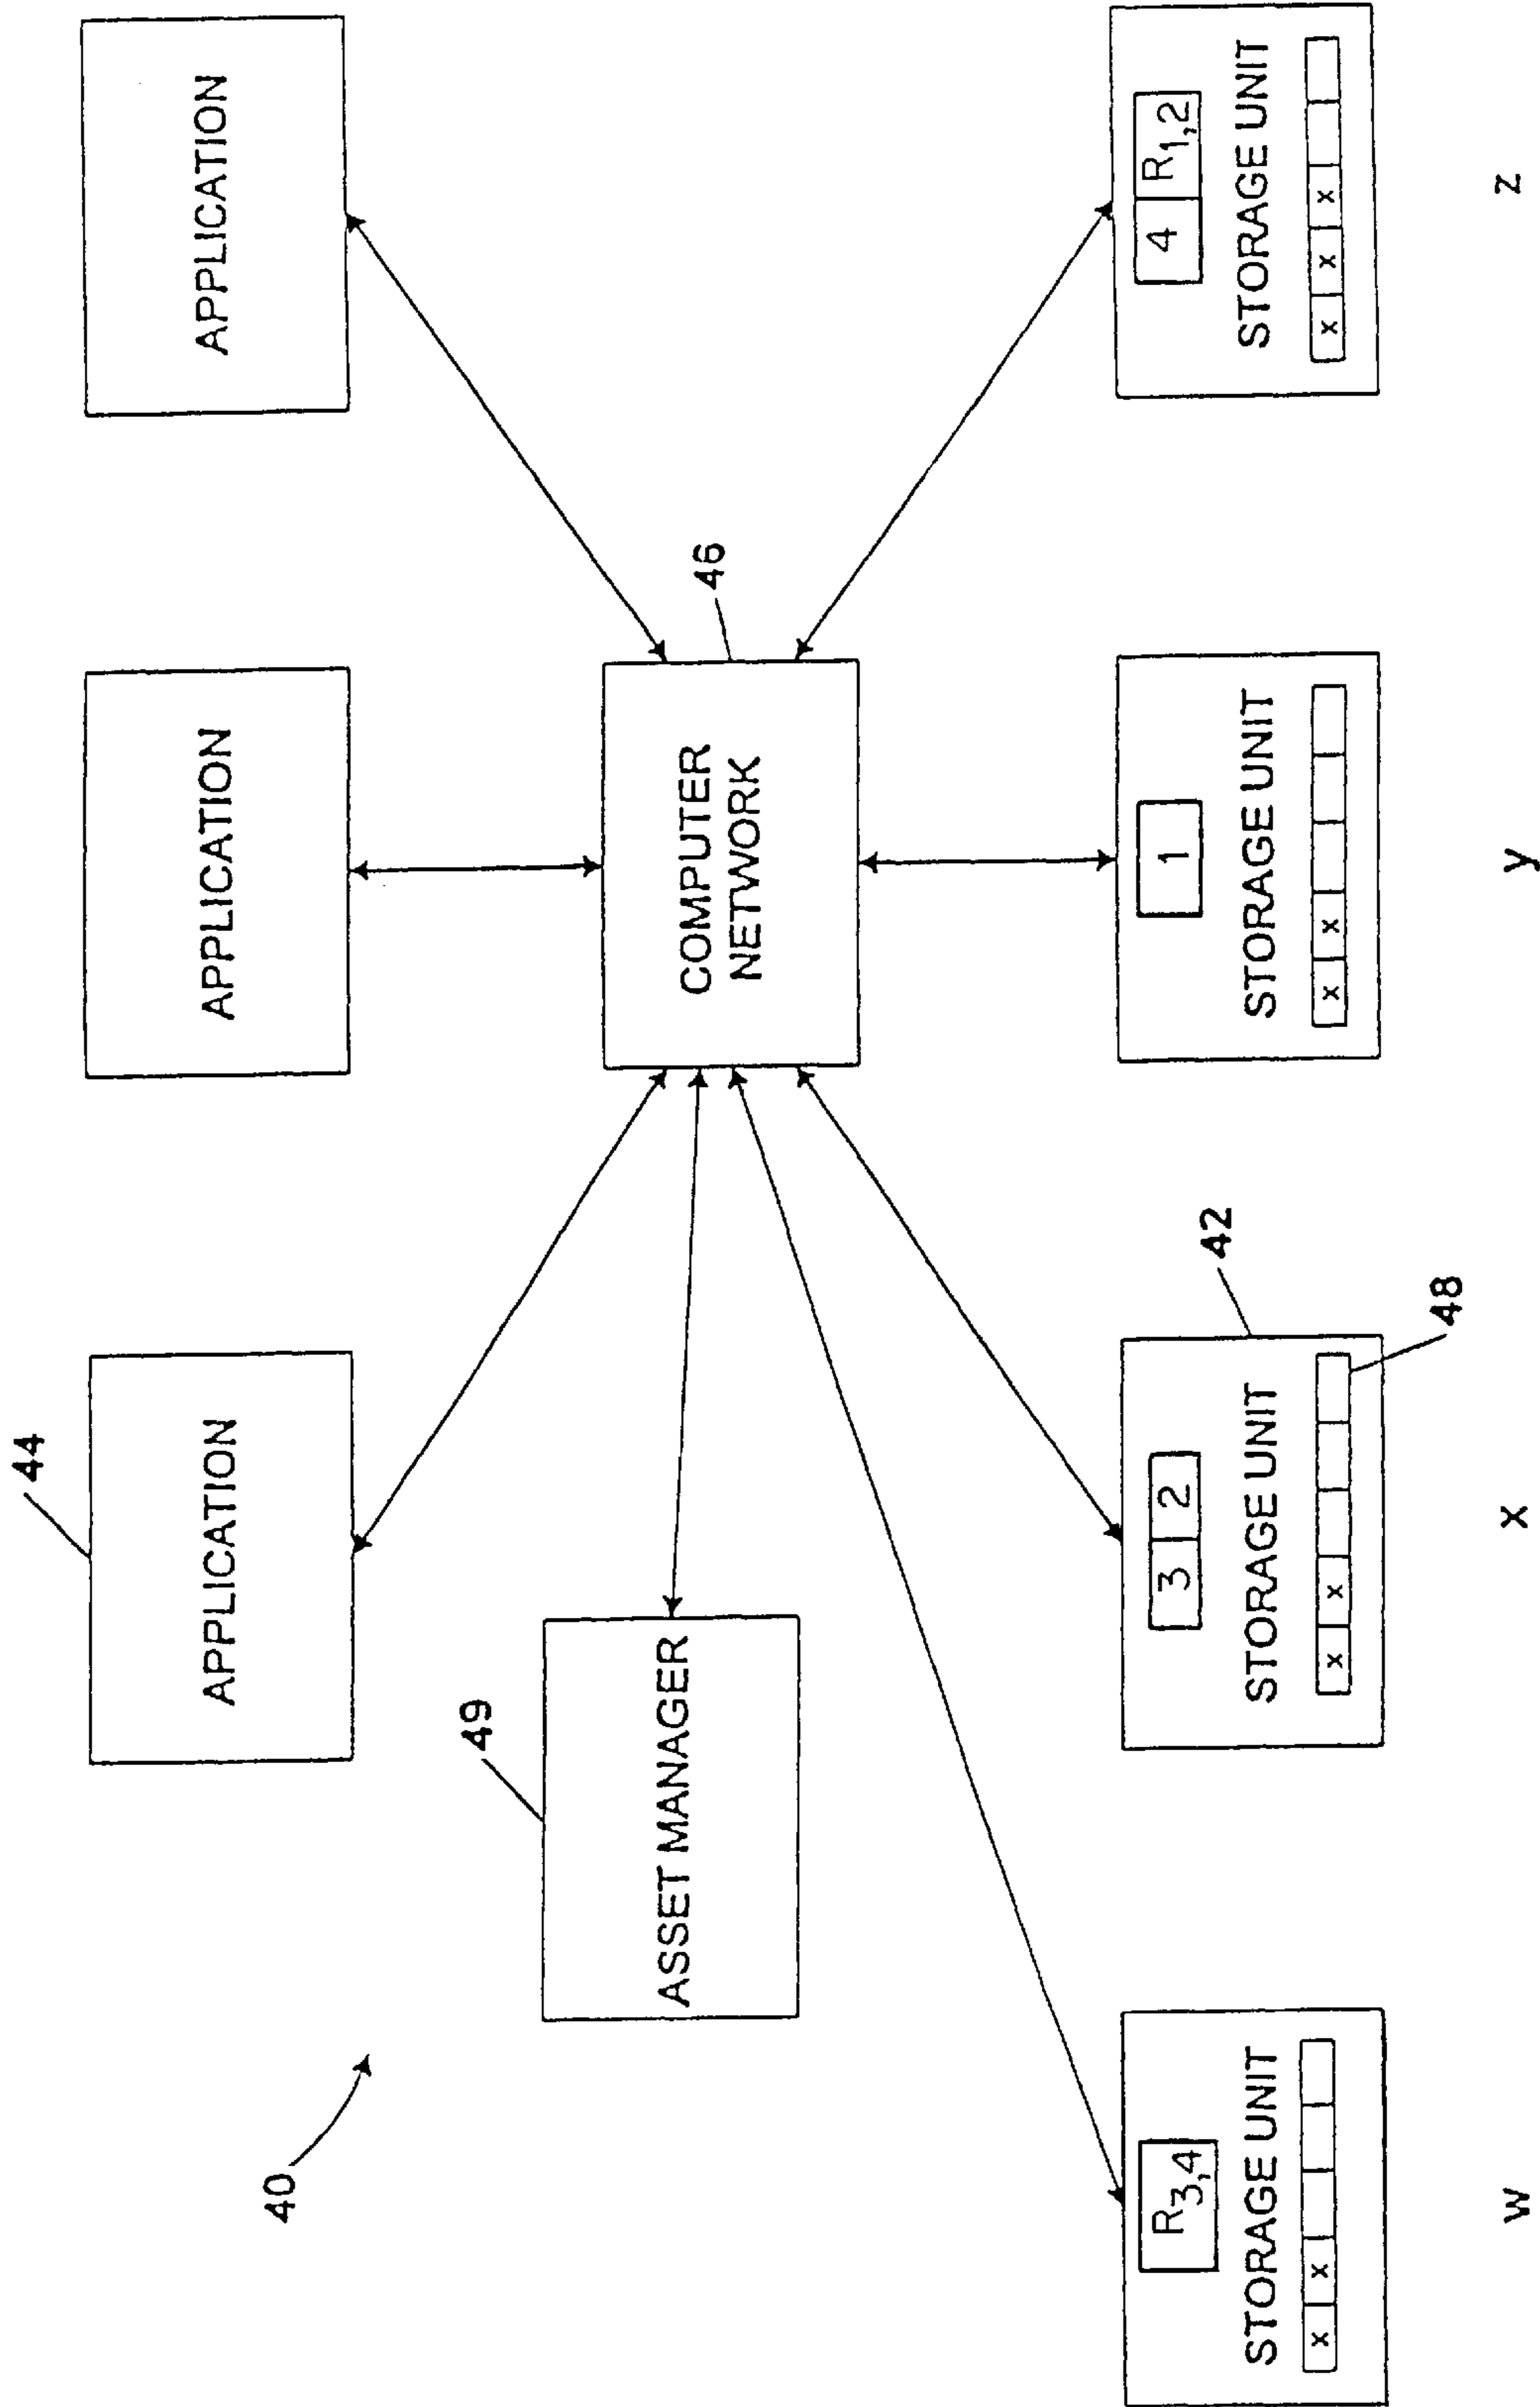 44
APPLICATION
APPLICATION
APPLICATION
40
49
ASSET MANAGER
COMPUTER
NETWORK
46
R3,4
STORAGE UNIT
x x
w
3 2
STORAGE UNIT
x x
42
48
x
1
STORAGE UNIT
x x
y
4 R1,2
STORAGE UNIT
x x x
z